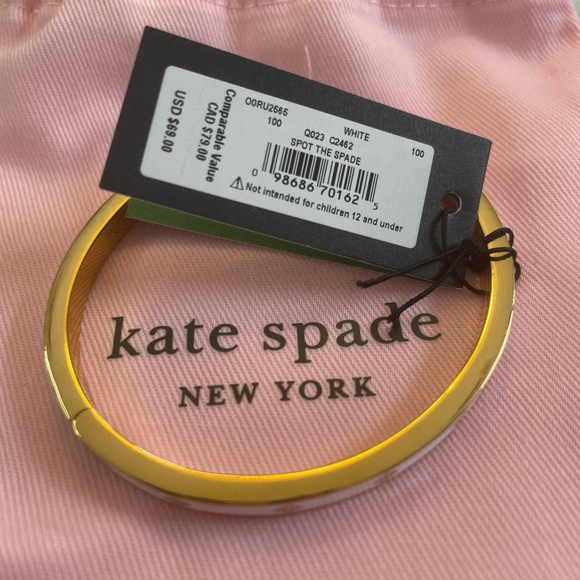 O0RU2565
100 WHITE 100
Q023 C2462
SPOT THE SPADE
0 98686 70162 5
⚠ Not intended for children 12 and under
Comparable Value
CAD $79.00
USD $69.00
kate spade
NEW YORK